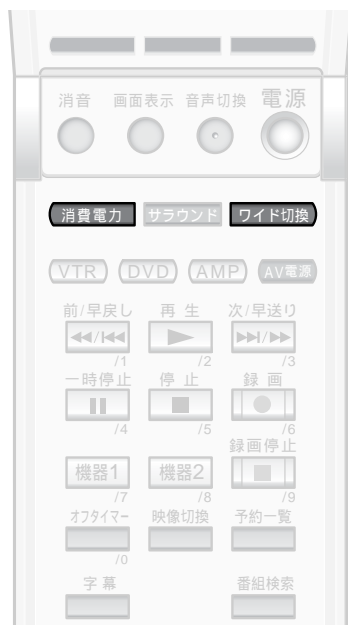 消音 画面表示 音声切換 電源
消費電力 サラウンド ワイド切換
VTR DVD AMP AV電源
前/早戻し 再生 次/早送り
/1 /2 /3
一時停止 停止 録画
/4 /5 /6
録画停止
機器1 機器2
/7 /8 /9
オフタイマー 映像切換 予約一覧
/0
字幕 番組検索